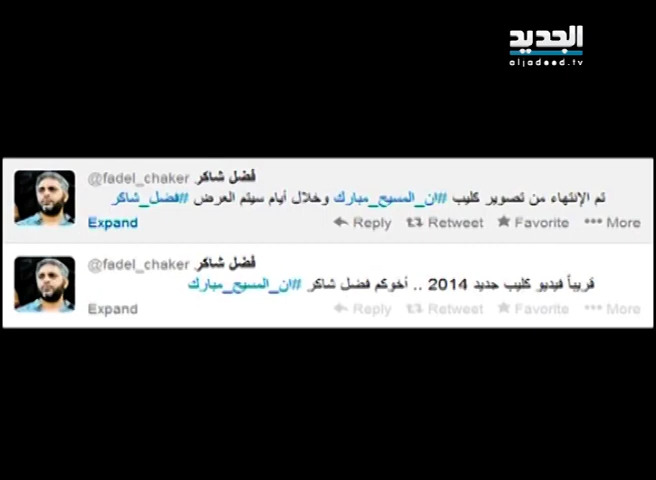 الجديد
aljadeed.tv
فضل شاكر @fadel_chaker
تم الإنتهاء من تصوير كليب #ان_المسيح_مبارك وخلال أيام سيتم العرض #فضل_شاكر
Expand Reply Retweet Favorite More
فضل شاكر @fadel_chaker
قريباً فيديو كليب جديد 2014 .. أخوكم فضل شاكر #ان_المسيح_مبارك
Expand Reply Retweet Favorite More